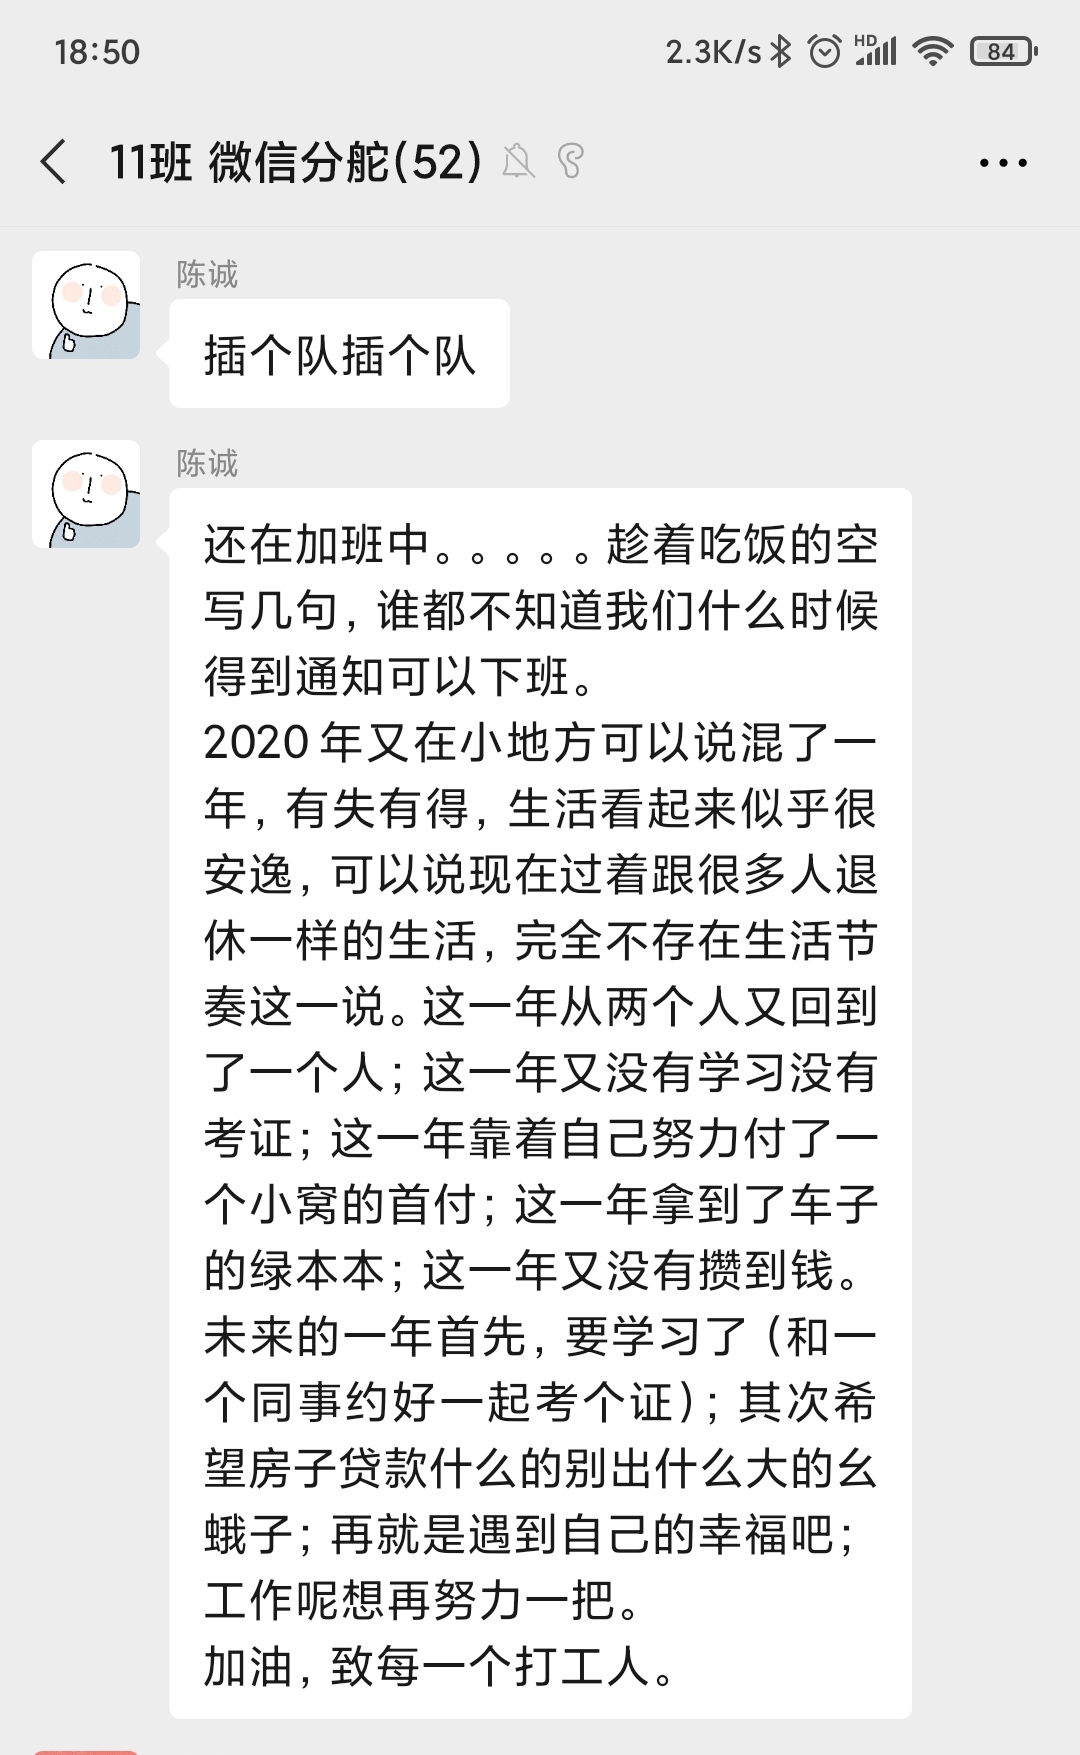 18:50
2.3K/s HD 84
11班 微信分舵(52)
陈诚
插个队插个队
陈诚
还在加班中。。。。。趁着吃饭的空
写几句，谁都不知道我们什么时候
得到通知可以下班。
2020年又在小地方可以说混了一
年，有失有得，生活看起来似乎很
安逸，可以说现在过着跟很多人退
休一样的生活，完全不存在生活节
奏这一说。这一年从两个人又回到
了一个人；这一年又没有学习没有
考证；这一年靠着自己努力付了一
个小窝的首付；这一年拿到了车子
的绿本本；这一年又没有攒到钱。
未来的一年首先，要学习了（和一
个同事约好一起考个证）；其次希
望房子贷款什么的别出什么大的幺
蛾子；再就是遇到自己的幸福吧；
工作呢想再努力一把。
加油，致每一个打工人。